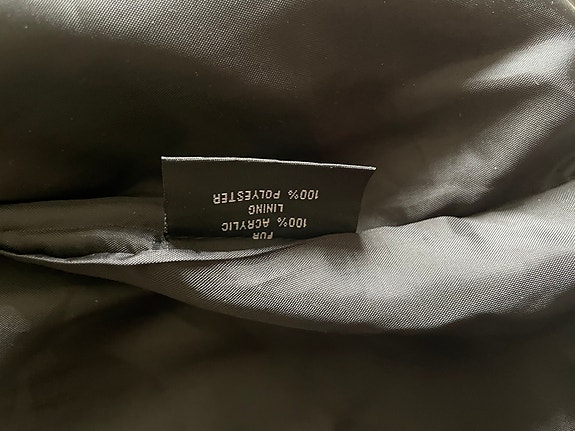 FUR
100% ACRYLIC
LINING
100% POLYESTER